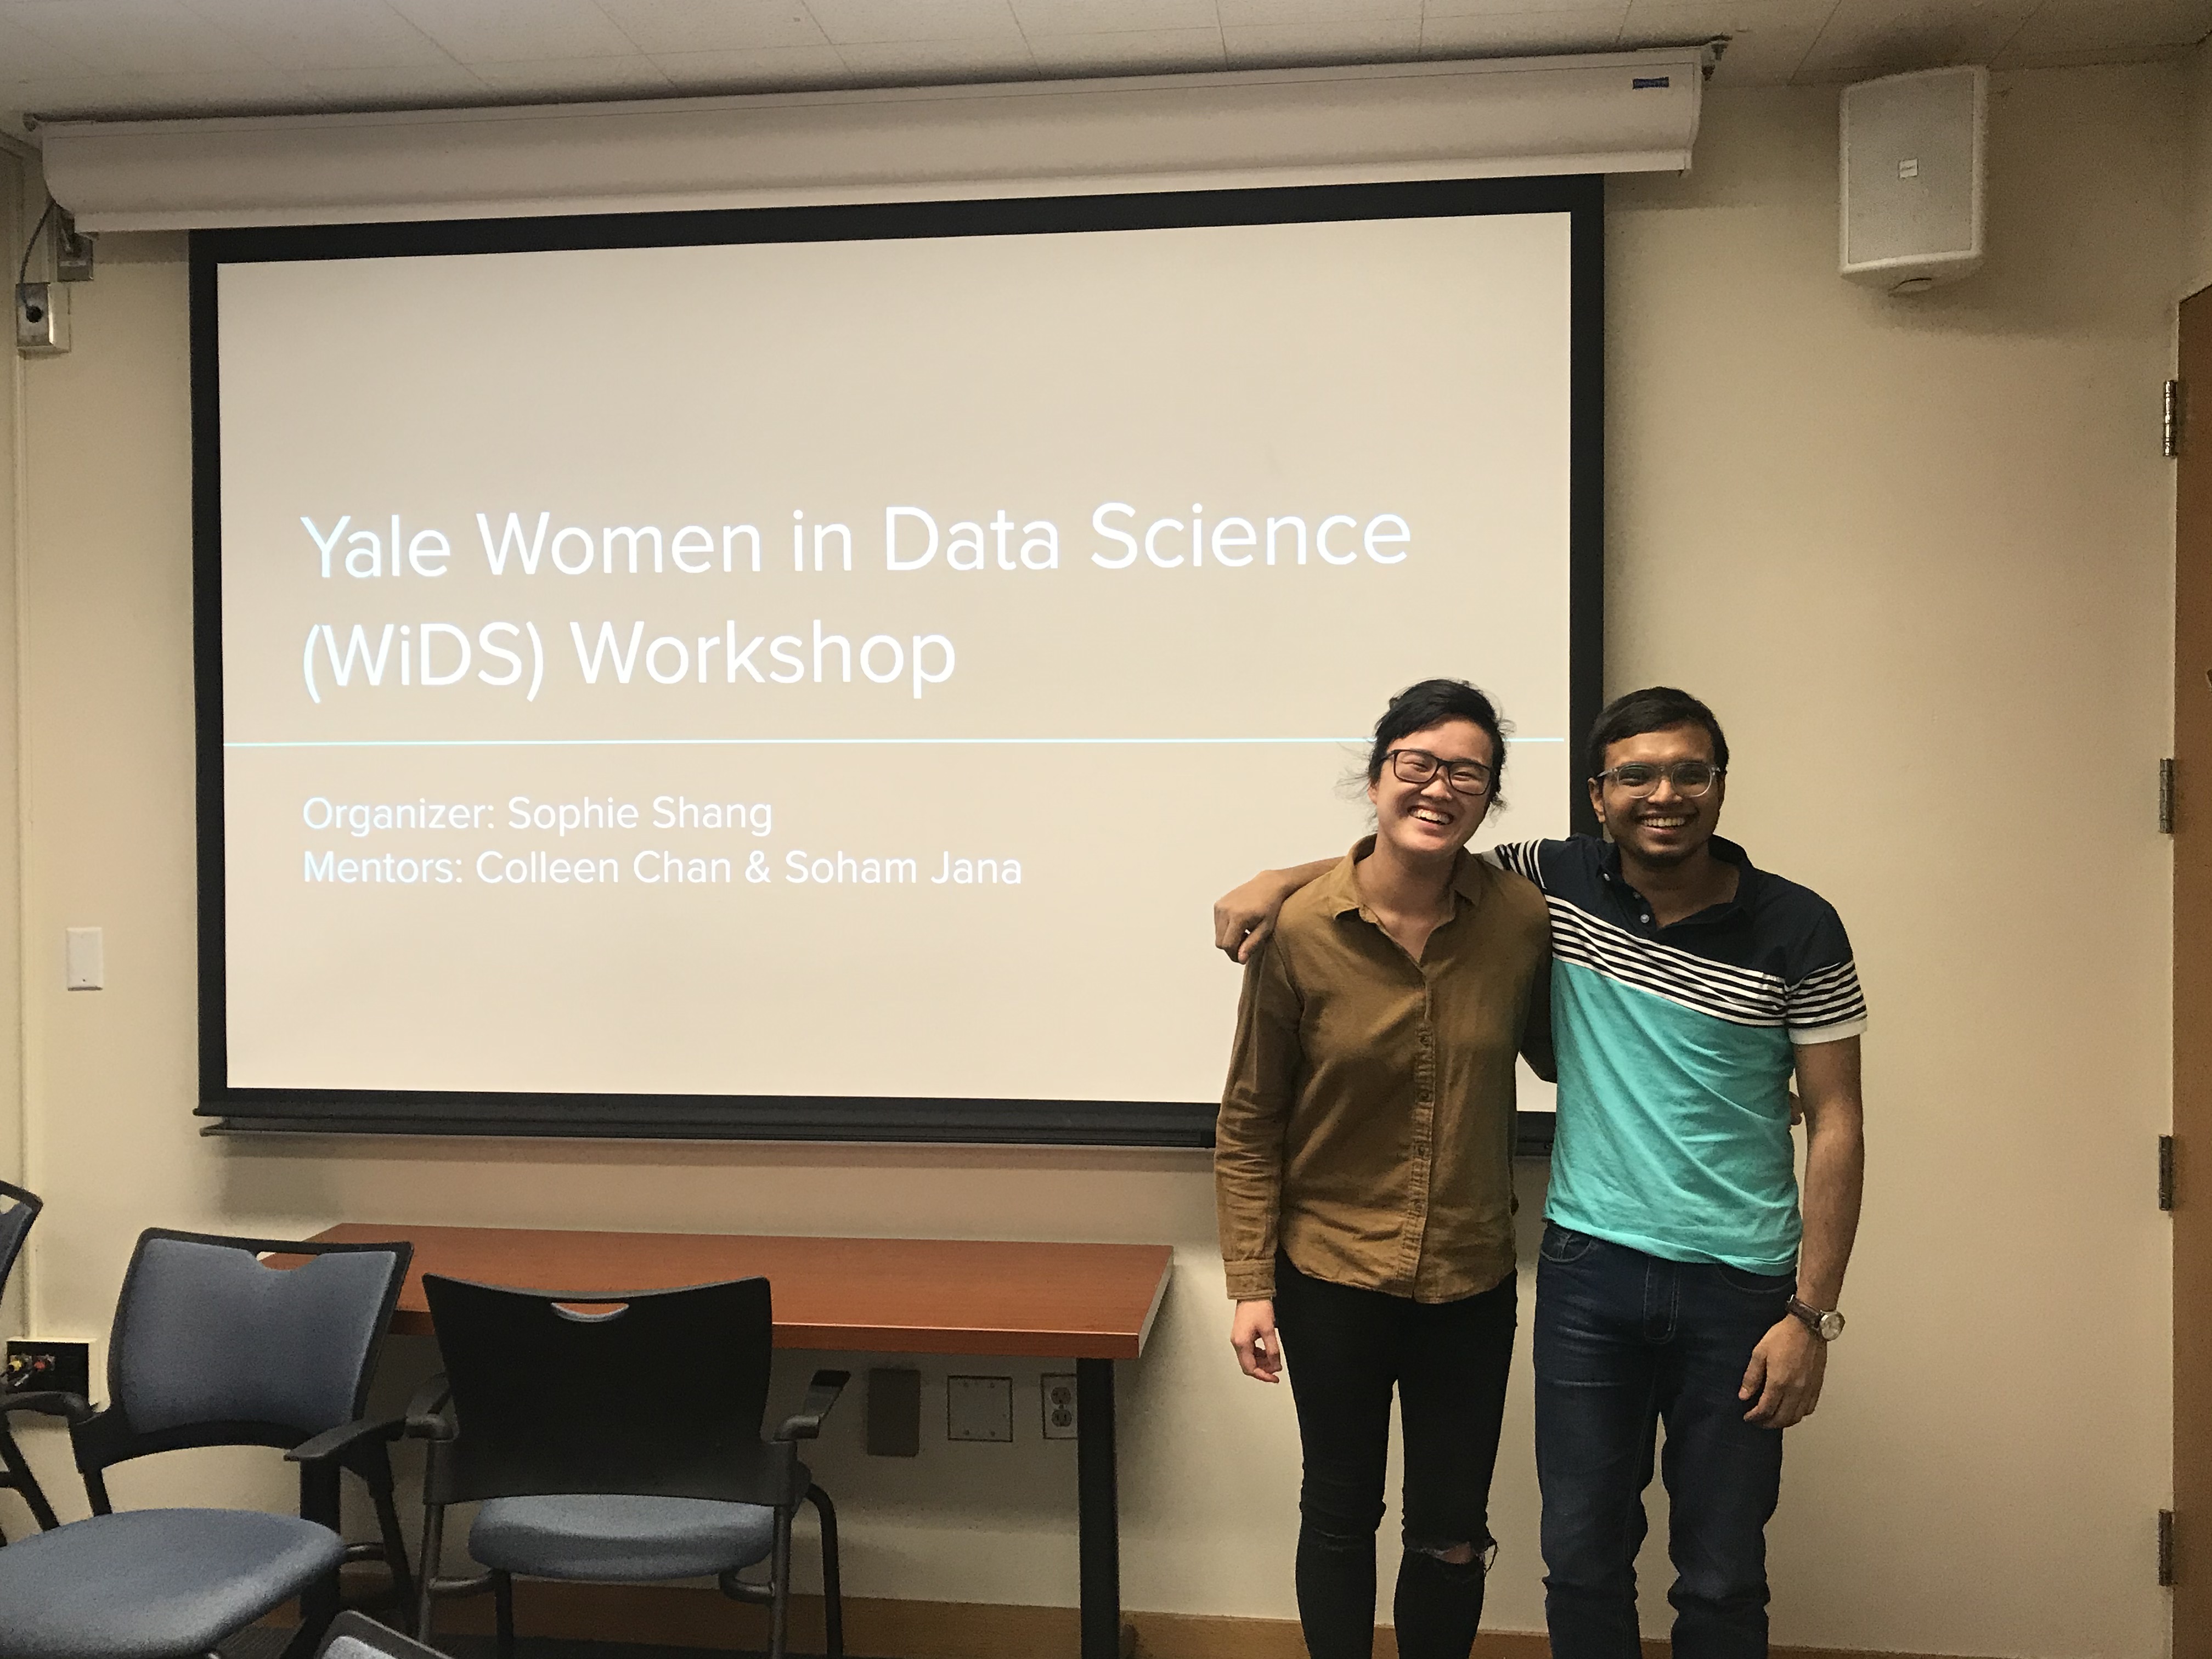 Yale Women in Data Science
(WiDS) Workshop
Organizer: Sophie Shang
Mentors: Colleen Chan & Soham Jana